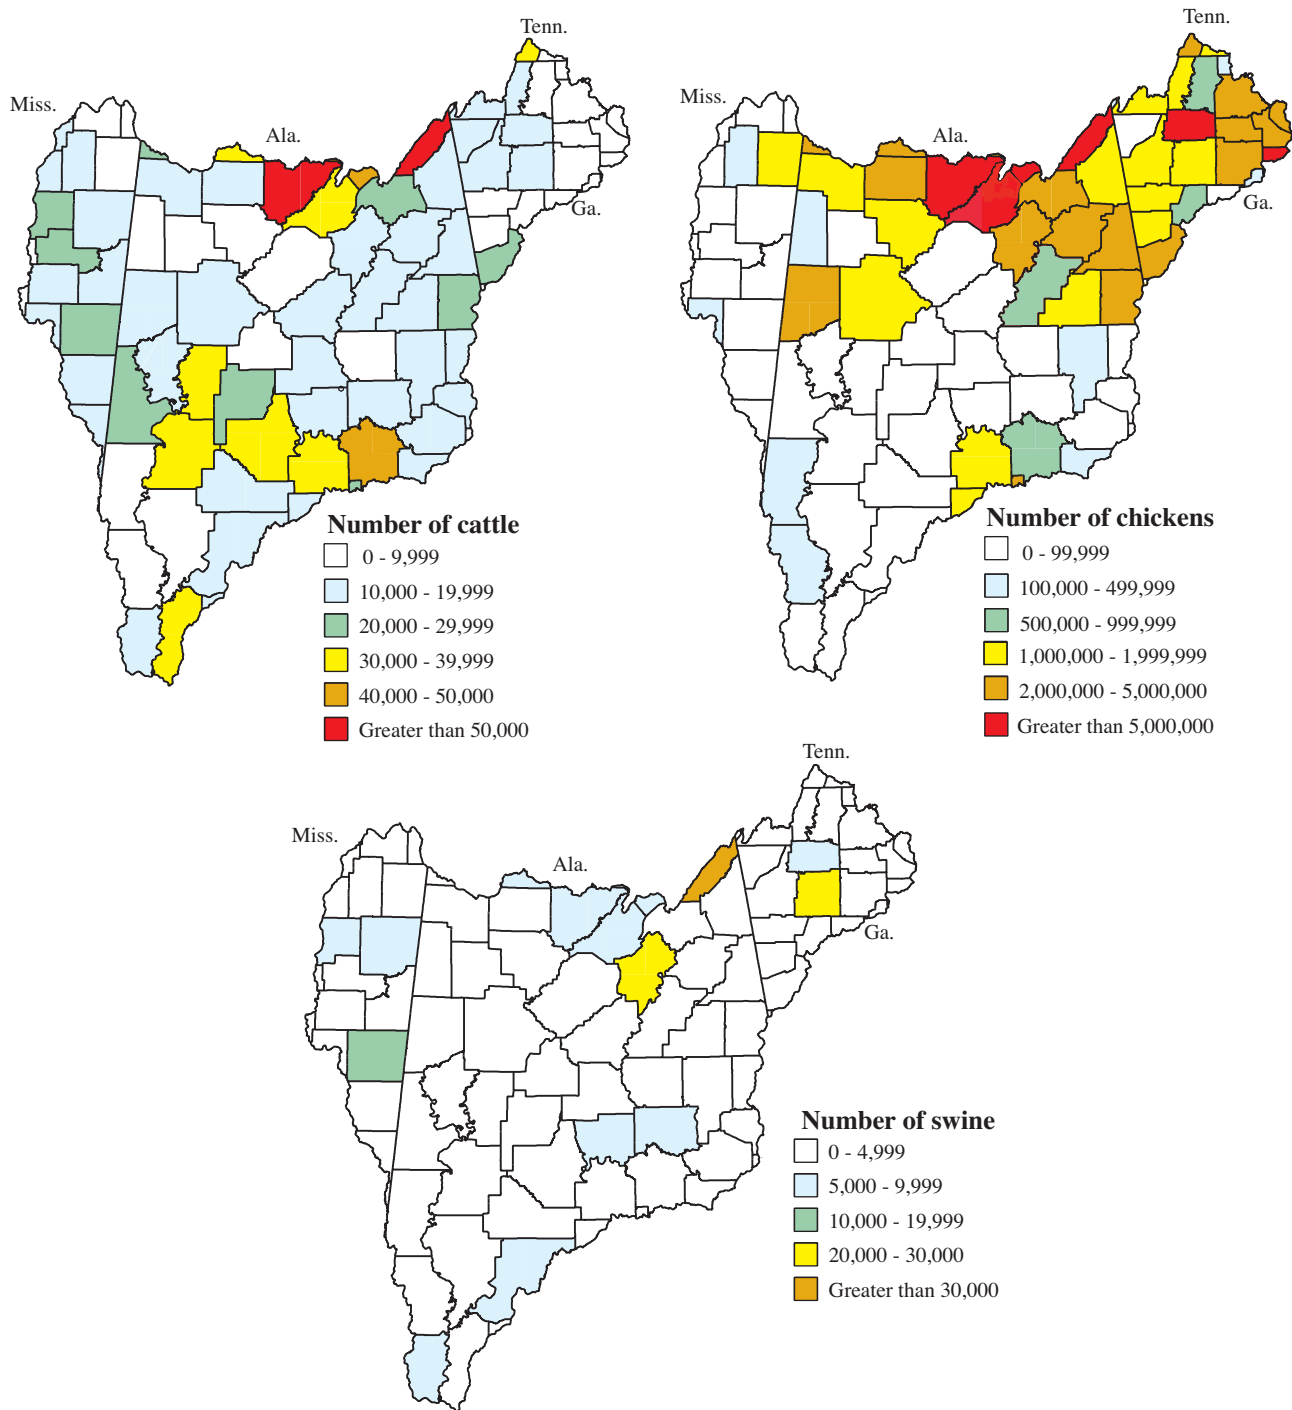 Tenn.
Miss.
Ala.
Ga.
Number of cattle
0 - 9,999
10,000 - 19,999
20,000 - 29,999
30,000 - 39,999
40,000 - 50,000
Greater than 50,000
Tenn.
Miss.
Ala.
Ga.
Number of chickens
0 - 99,999
100,000 - 499,999
500,000 - 999,999
1,000,000 - 1,999,999
2,000,000 - 5,000,000
Greater than 5,000,000
Tenn.
Miss.
Ala.
Ga.
Number of swine
0 - 4,999
5,000 - 9,999
10,000 - 19,999
20,000 - 30,000
Greater than 30,000